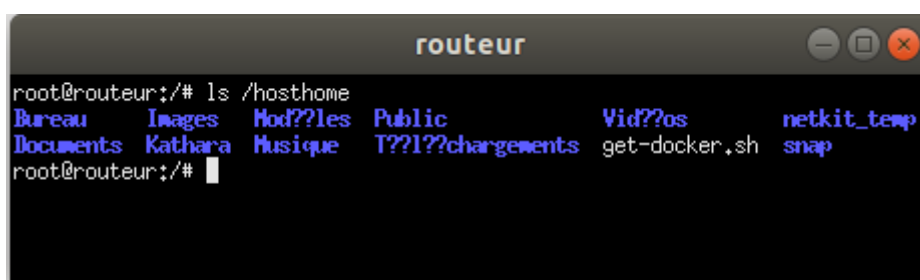 routeur
root@routeur:/# ls /hosthome
Bureau Images Mod??les Public Vid??os netkit_temp
Documents Kathara Musique T??l??chargements get-docker.sh snap
root@routeur:/#